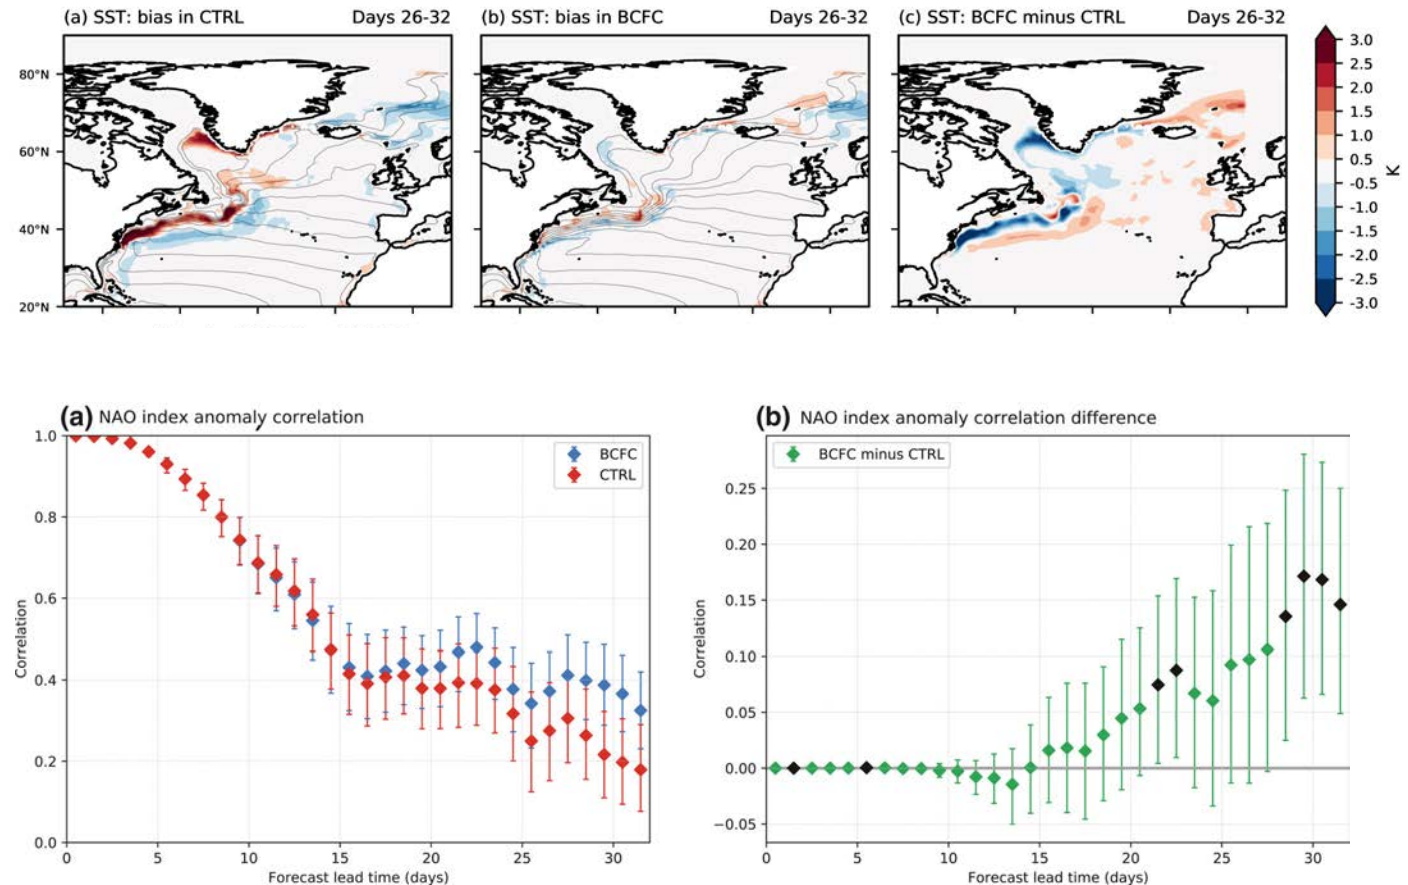 (a) SST: bias in CTRL Days 26-32
(b) SST: bias in BCFC Days 26-32
(c) SST: BCFC minus CTRL Days 26-32
80°N
60°N
40°N
20°N
3.0
2.5
2.0
1.5
1.0
0.5
-0.5
-1.0
-1.5
-2.0
-2.5
-3.0
K
(a) NAO index anomaly correlation
1.0
0.8
0.6
0.4
0.2
0.0
Correlation
BCFC
CTRL
0 5 10 15 20 25 30
Forecast lead time (days)
(b) NAO index anomaly correlation difference
BCFC minus CTRL
0.25
0.20
0.15
0.10
0.05
0.00
−0.05
Correlation
0 5 10 15 20 25 30
Forecast lead time (days)